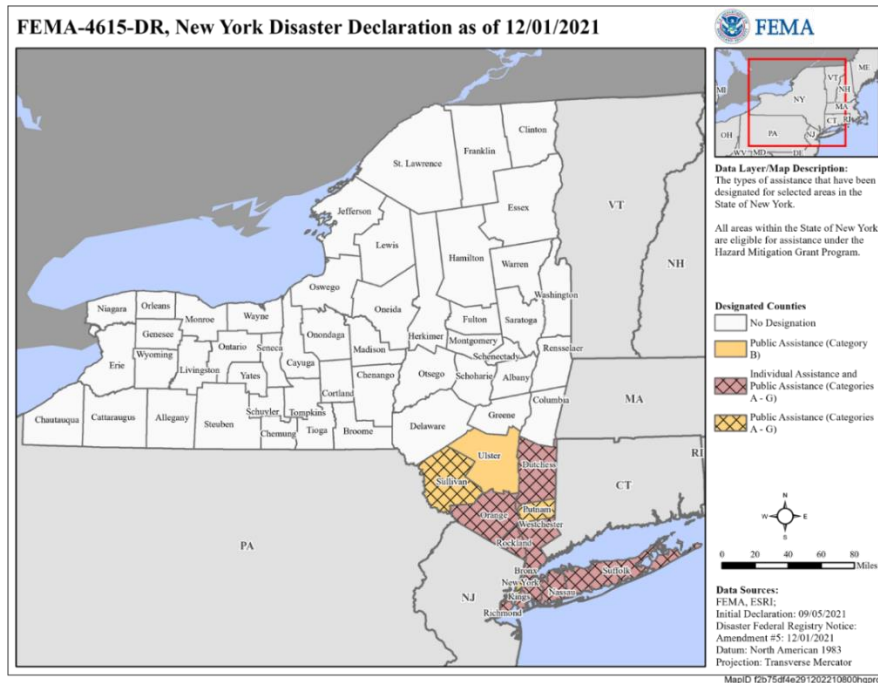 FEMA-4615-DR, New York Disaster Declaration as of 12/01/2021
FEMA
ME
VT
NH
MI
NY
MA
CT
RI
PA
NJ
OH
WV
MD
DE
Data Layer/Map Description:
The types of assistance that have been
designated for selected areas in the
State of New York.
All areas within the State of New York
are eligible for assistance under the
Hazard Mitigation Grant Program.
Designated Counties
No Designation
Public Assistance (Category
B)
Individual Assistance and
Public Assistance (Categories
A - G)
Public Assistance (Categories
A - G)
N
W
E
S
0 20 40 60 80
Miles
Data Sources:
FEMA, ESRI;
Initial Declaration: 09/05/2021
Disaster Federal Registry Notice:
Amendment #5: 12/01/2021
Datum: North American 1983
Projection: Transverse Mercator
MapID f2b75df4e291202210800hqprod
Clinton
Franklin
St. Lawrence
Essex
VT
Jefferson
Lewis
Hamilton
NH
Warren
Oswego
Washington
Niagara
Orleans
Monroe
Wayne
Oneida
Fulton
Saratoga
Genesee
Onondaga
Herkimer
Montgomery
Erie
Wyoming
Ontario
Seneca
Cayuga
Madison
Schenectady
Rensselaer
Livingston
Yates
Otsego
Schoharie
Albany
Cortland
Chenango
MA
Chautauqua
Cattaraugus
Allegany
Steuben
Schuyler
Tompkins
Chemung
Tioga
Broome
Delaware
Greene
Columbia
Ulster
RI
Dutchess
Sullivan
CT
Putnam
Orange
Westchester
Rockland
PA
Bronx
Suffolk
New York
Nassau
Kings
NJ
Richmond